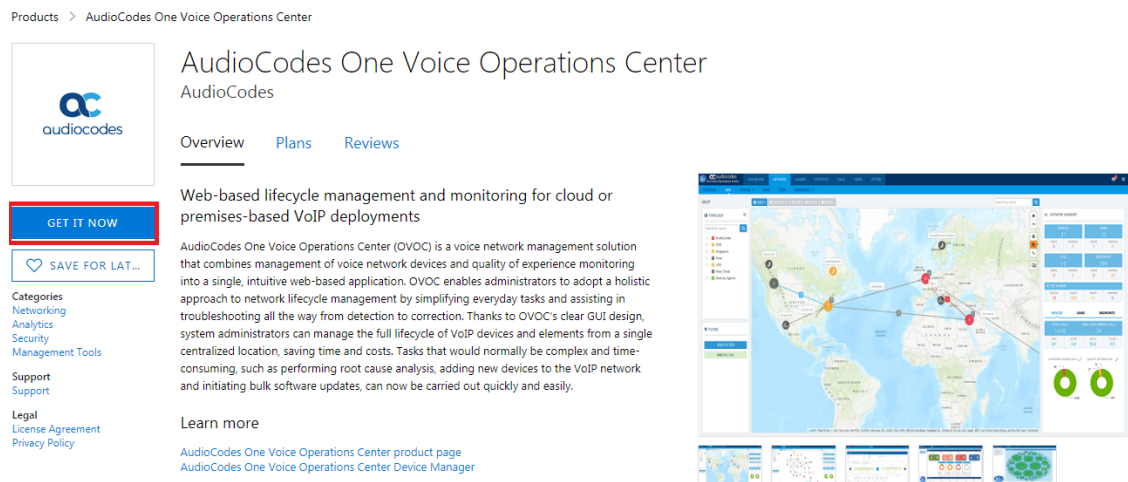 Products > AudioCodes One Voice Operations Center
audiocodes
AudioCodes One Voice Operations Center
AudioCodes
Overview Plans Reviews
GET IT NOW
SAVE FOR LAT...
Categories
Networking
Analytics
Security
Management Tools
Support
Support
Legal
License Agreement
Privacy Policy
Web-based lifecycle management and monitoring for cloud or
premises-based VoIP deployments
AudioCodes One Voice Operations Center (OVOC) is a voice network management solution
that combines management of voice network devices and quality of experience monitoring
into a single, intuitive web-based application. OVOC enables administrators to adopt a holistic
approach to network lifecycle management by simplifying everyday tasks and assisting in
troubleshooting all the way from detection to correction. Thanks to OVOC's clear GUI design,
system administrators can manage the full lifecycle of VoIP devices and elements from a single
centralized location, saving time and costs. Tasks that would normally be complex and time-
consuming, such as performing root cause analysis, adding new devices to the VoIP network
and initiating bulk software updates, can now be carried out quickly and easily.
Learn more
AudioCodes One Voice Operations Center product page
AudioCodes One Voice Operations Center Device Manager
audiocodes
NETWORK
MAP
NETWORK SUMMARY